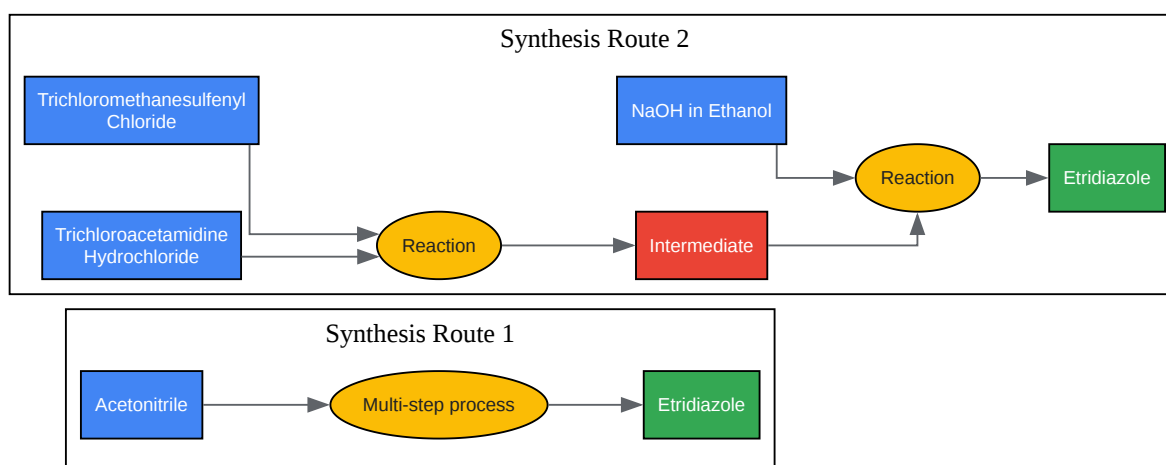 Synthesis Route 2
Trichloromethanesulfenyl
Chloride
NaOH in Ethanol
Reaction
Etridiazole
Trichloroacetamidine
Hydrochloride
Reaction
Intermediate
Synthesis Route 1
Acetonitrile
Multi-step process
Etridiazole